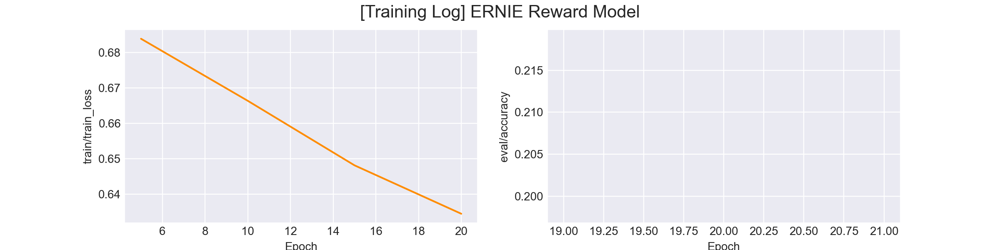 [Training Log] ERNIE Reward Model
train/train_loss
0.68
0.67
0.66
0.65
0.64
6 8 10 12 14 16 18 20
Epoch
eval/accuracy
0.215
0.210
0.205
0.200
19.00 19.25 19.50 19.75 20.00 20.25 20.50 20.75 21.00
Epoch